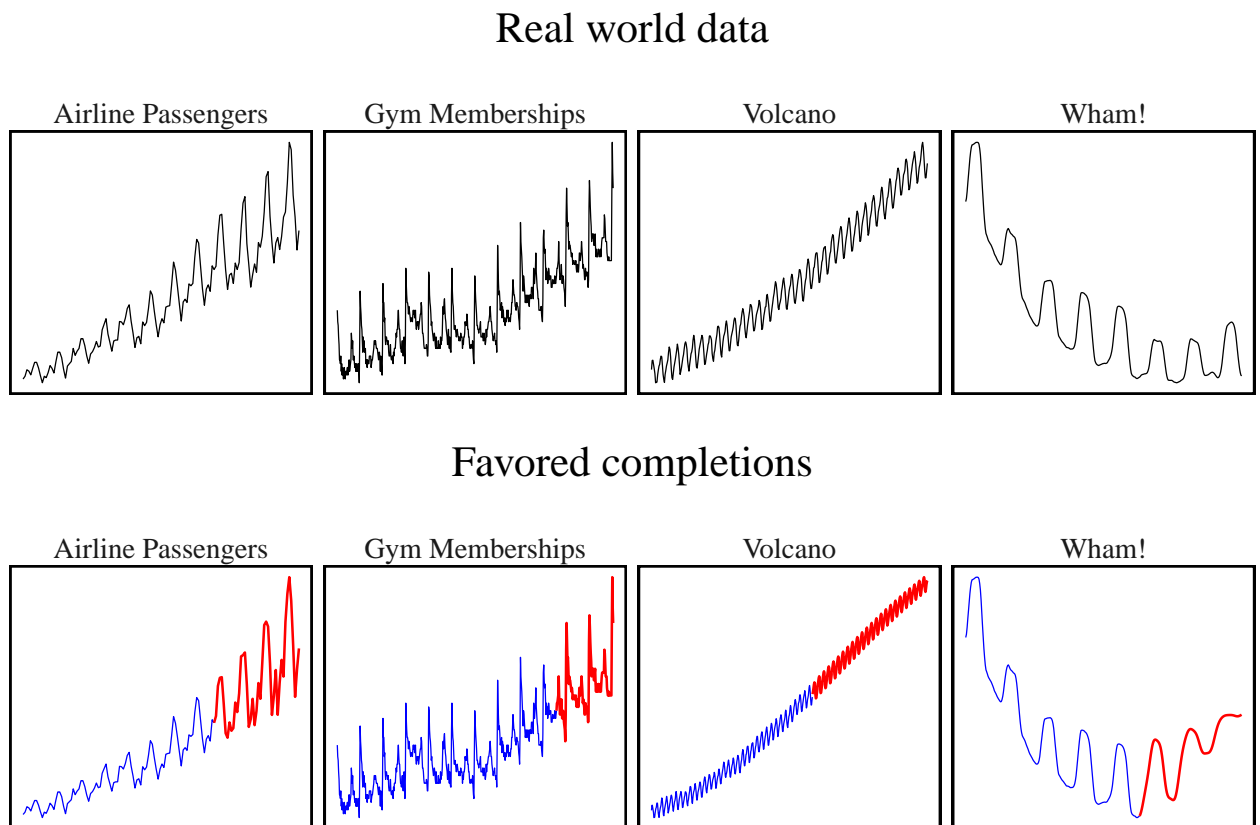 Real world data
Airline Passengers
Gym Memberships
Volcano
Wham!
Favored completions
Airline Passengers
Gym Memberships
Volcano
Wham!